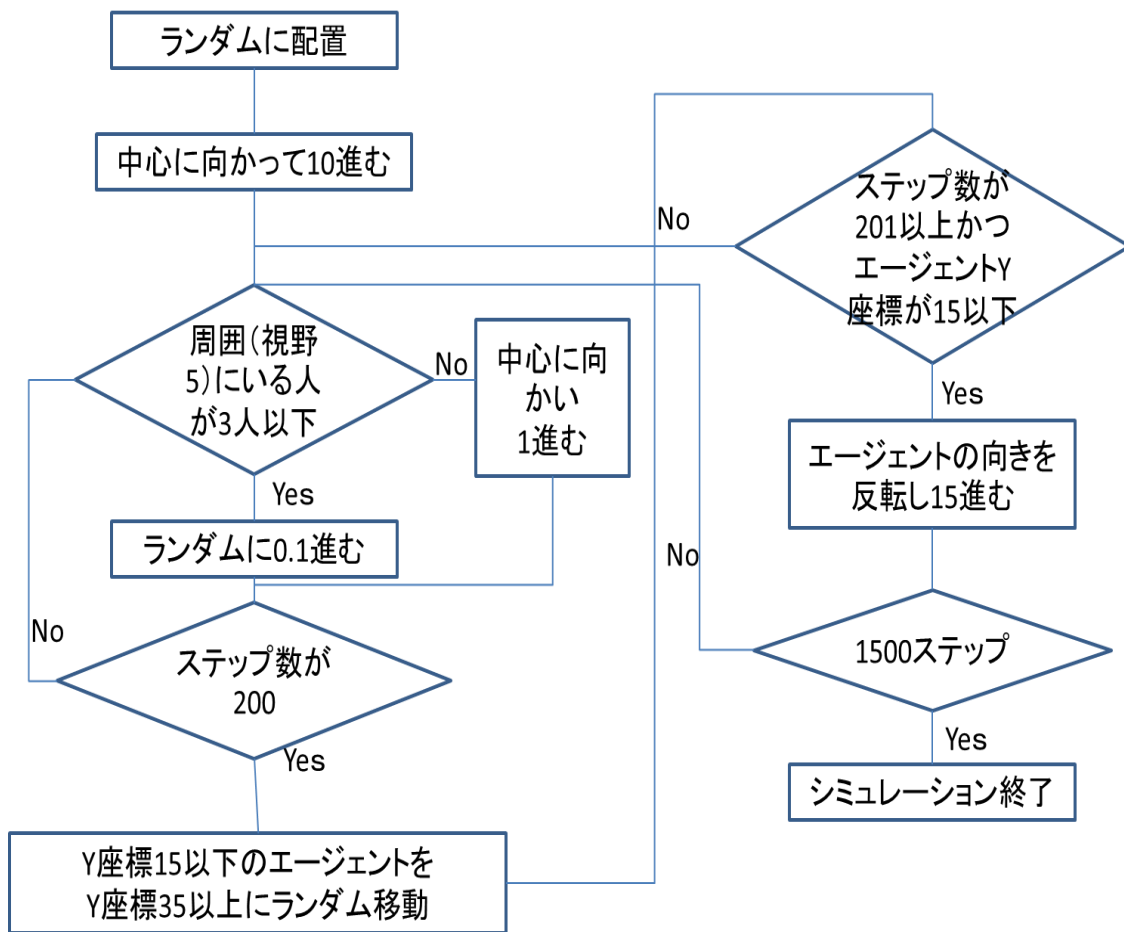 ランダムに配置
中心に向かって10進む
周囲（視野
5）にいる人
が3人以下
No
中心に向
かい
1進む
Yes
ランダムに0.1進む
No
ステップ数が
200
Yes
Y座標15以下のエージェントを
Y座標35以上にランダム移動
ステップ数が
201以上かつ
エージェントY
座標が15以下
No
Yes
エージェントの向きを
反転し15進む
No
1500ステップ
Yes
シミュレーション終了